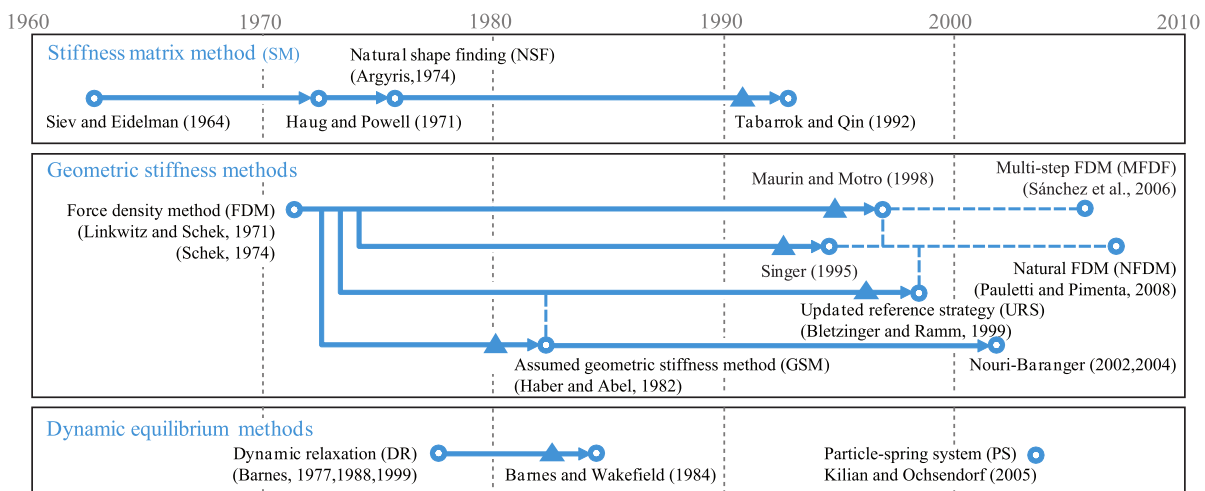 1960 1970 1980 1990 2000 2010
Stiffness matrix method (SM)
Natural shape finding (NSF)
(Argyris,1974)
Siev and Eidelman (1964)
Haug and Powell (1971)
Tabarrok and Qin (1992)
Geometric stiffness methods
Maurin and Motro (1998)
Multi-step FDM (MFDF)
(Sánchez et al., 2006)
Force density method (FDM)
(Linkwitz and Schek, 1971)
(Schek, 1974)
Singer (1995)
Natural FDM (NFDM)
(Pauletti and Pimenta, 2008)
Updated reference strategy (URS)
(Bletzinger and Ramm, 1999)
Assumed geometric stiffness method (GSM)
(Haber and Abel, 1982)
Nouri-Baranger (2002,2004)
Dynamic equilibrium methods
Dynamic relaxation (DR)
(Barnes, 1977,1988,1999)
Barnes and Wakefield (1984)
Particle-spring system (PS)
Kilian and Ochsendorf (2005)